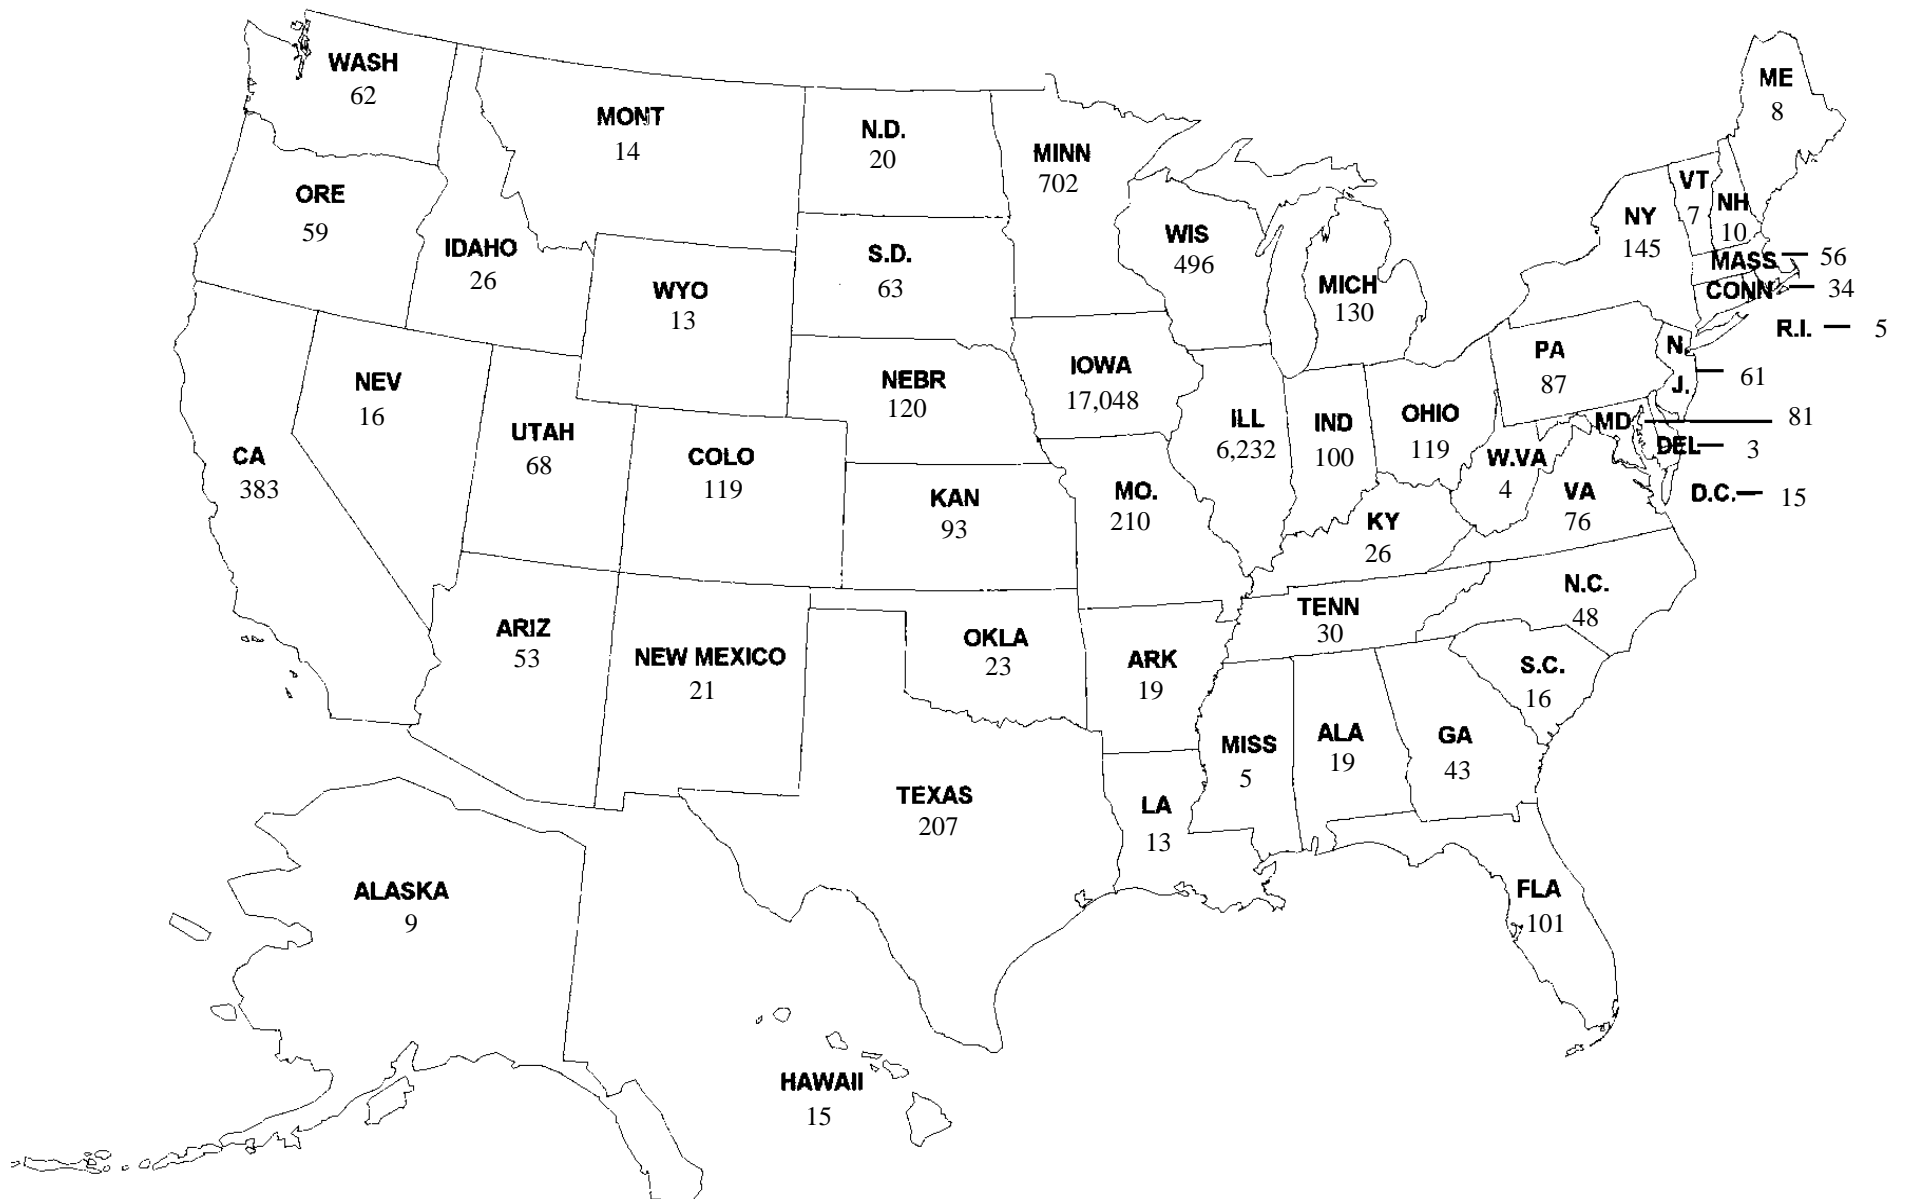 WASH
62
MONT
14
N.D.
20
MINN
702
ME
8
ORE
59
IDAHO
26
WYO
13
S.D.
63
WIS
496
MICH
130
NY
145
VT
7
NH
10
MASS — 56
CONN — 34
R.I. — 5
CA
383
NEV
16
UTAH
68
COLO
119
NEBR
120
IOWA
17,048
ILL
6,232
IND
100
OHIO
119
PA
87
N.
J. — 61
MD — 81
DEL — 3
D.C. — 15
W.VA
4
VA
76
KAN
93
MO.
210
KY
26
ARIZ
53
NEW MEXICO
21
OKLA
23
ARK
19
TENN
30
N.C.
48
S.C.
16
TEXAS
207
LA
13
MISS
5
ALA
19
GA
43
FLA
101
ALASKA
9
HAWAII
15